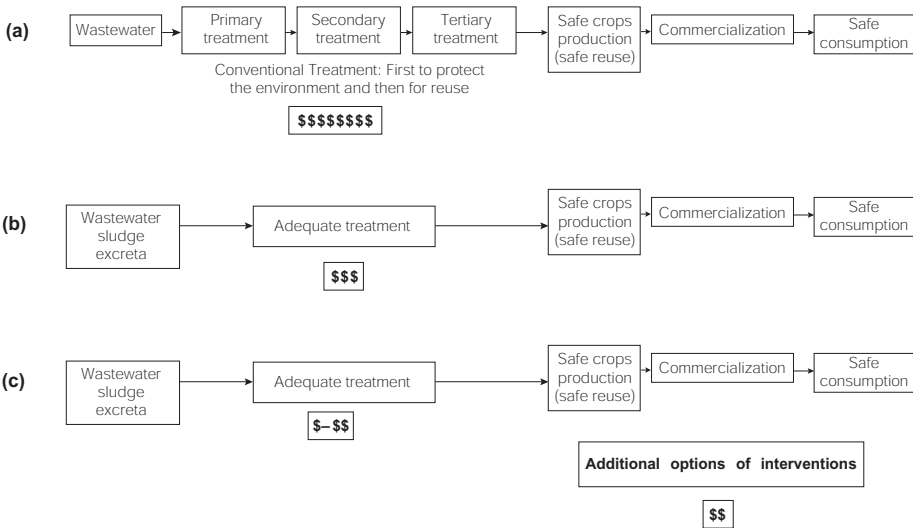 (a)
Wastewater
Primary
treatment
Secondary
treatment
Tertiary
treatment
Safe crops
production
(safe reuse)
Commercialization
Safe
consumption
Conventional Treatment: First to protect
the environment and then for reuse
$$$$$$$$
(b)
Wastewater
sludge
excreta
Adequate treatment
Safe crops
production
(safe reuse)
Commercialization
Safe
consumption
$$$
(c)
Wastewater
sludge
excreta
Adequate treatment
Safe crops
production
(safe reuse)
Commercialization
Safe
consumption
$–$$
Additional options of interventions
$$